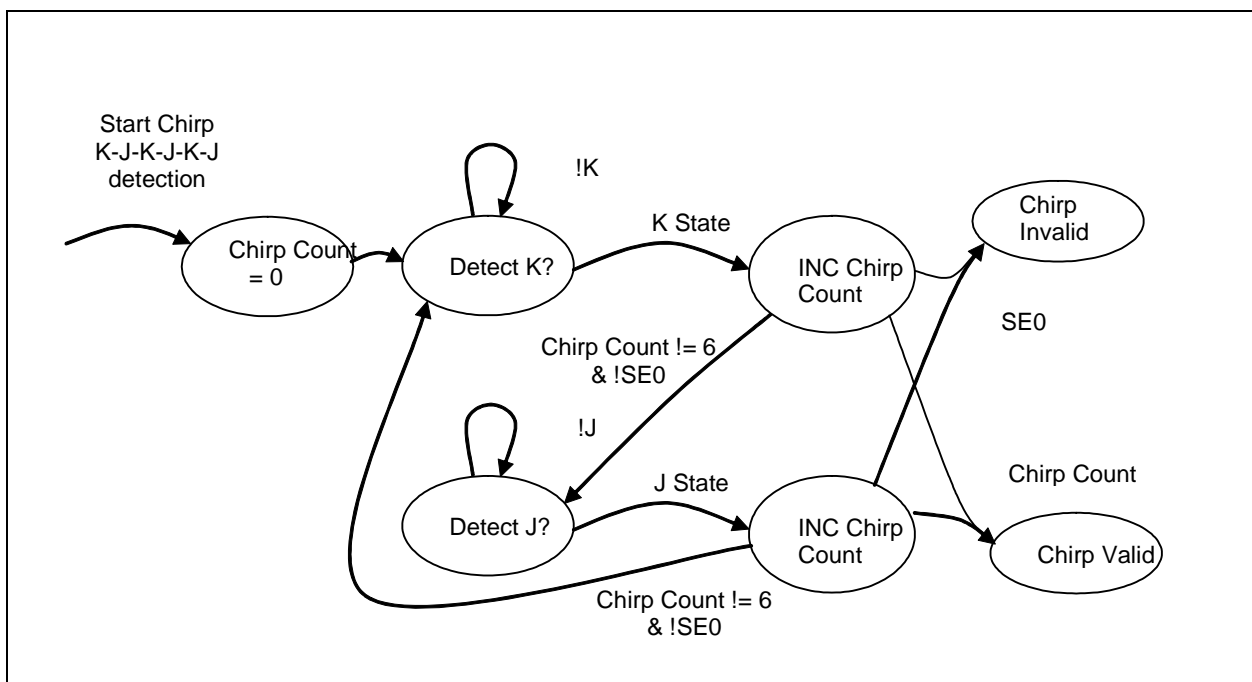 Start Chirp
K-J-K-J-K-J
detection
!K
K State
Chirp
Invalid
Chirp Count
= 0
Detect K?
INC Chirp
Count
SE0
Chirp Count != 6
& !SE0
!J
J State
Chirp Count
Detect J?
INC Chirp
Count
Chirp Valid
Chirp Count != 6
& !SE0